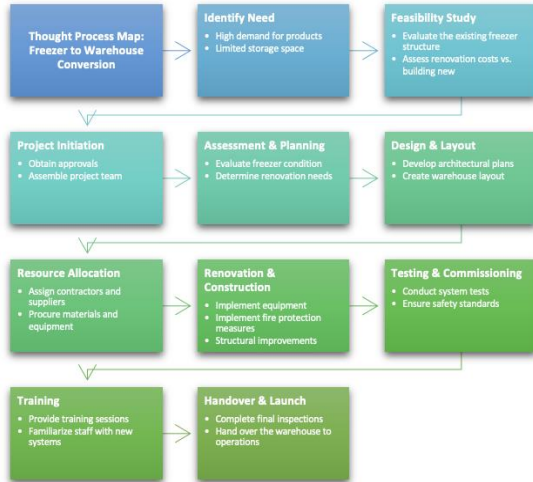 Thought Process Map:
Freezer to Warehouse
Conversion
Identify Need
• High demand for products
• Limited storage space
Feasibility Study
• Evaluate the existing freezer
structure
• Assess renovation costs vs.
building new
Project Initiation
• Obtain approvals
• Assemble project team
Assessment & Planning
• Evaluate freezer condition
• Determine renovation needs
Design & Layout
• Develop architectural plans
• Create warehouse layout
Resource Allocation
• Assign contractors and
suppliers
• Procure materials and
equipment
Renovation &
Construction
• Implement equipment
• Implement fire protection
measures
• Structural improvements
Testing & Commissioning
• Conduct system tests
• Ensure safety standards
Training
• Provide training sessions
• Familiarize staff with new
systems
Handover & Launch
• Complete final inspections
• Hand over the warehouse to
operations